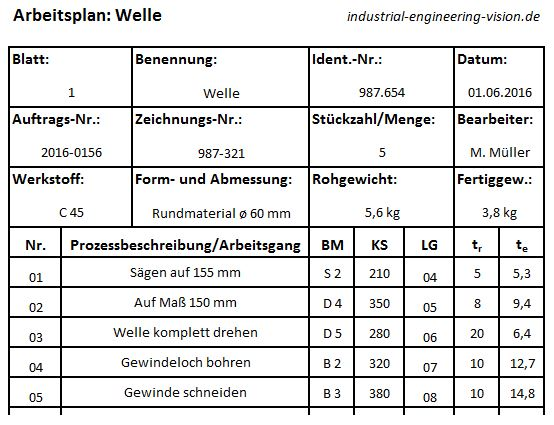 Arbeitsplan: Welle industrial-engineering-vision.de
Blatt: Benennung: Ident.-Nr.: Datum:
1 Welle 987.654 01.06.2016
Auftrags-Nr.: Zeichnungs-Nr.: Stückzahl/Menge: Bearbeiter:
2016-0156 987-321 5 M. Müller
Werkstoff: Form- und Abmessung: Rohgewicht: Fertiggew.:
C 45 Rundmaterial ø 60 mm 5,6 kg 3,8 kg
Nr. Prozessbeschreibung/Arbeitsgang BM KS LG tr te
01 Sägen auf 155 mm S 2 210 04 5 5,3
02 Auf Maß 150 mm D 4 350 05 8 9,4
03 Welle komplett drehen D 5 280 06 20 6,4
04 Gewindeloch bohren B 2 320 07 10 12,7
05 Gewinde schneiden B 3 380 08 10 14,8